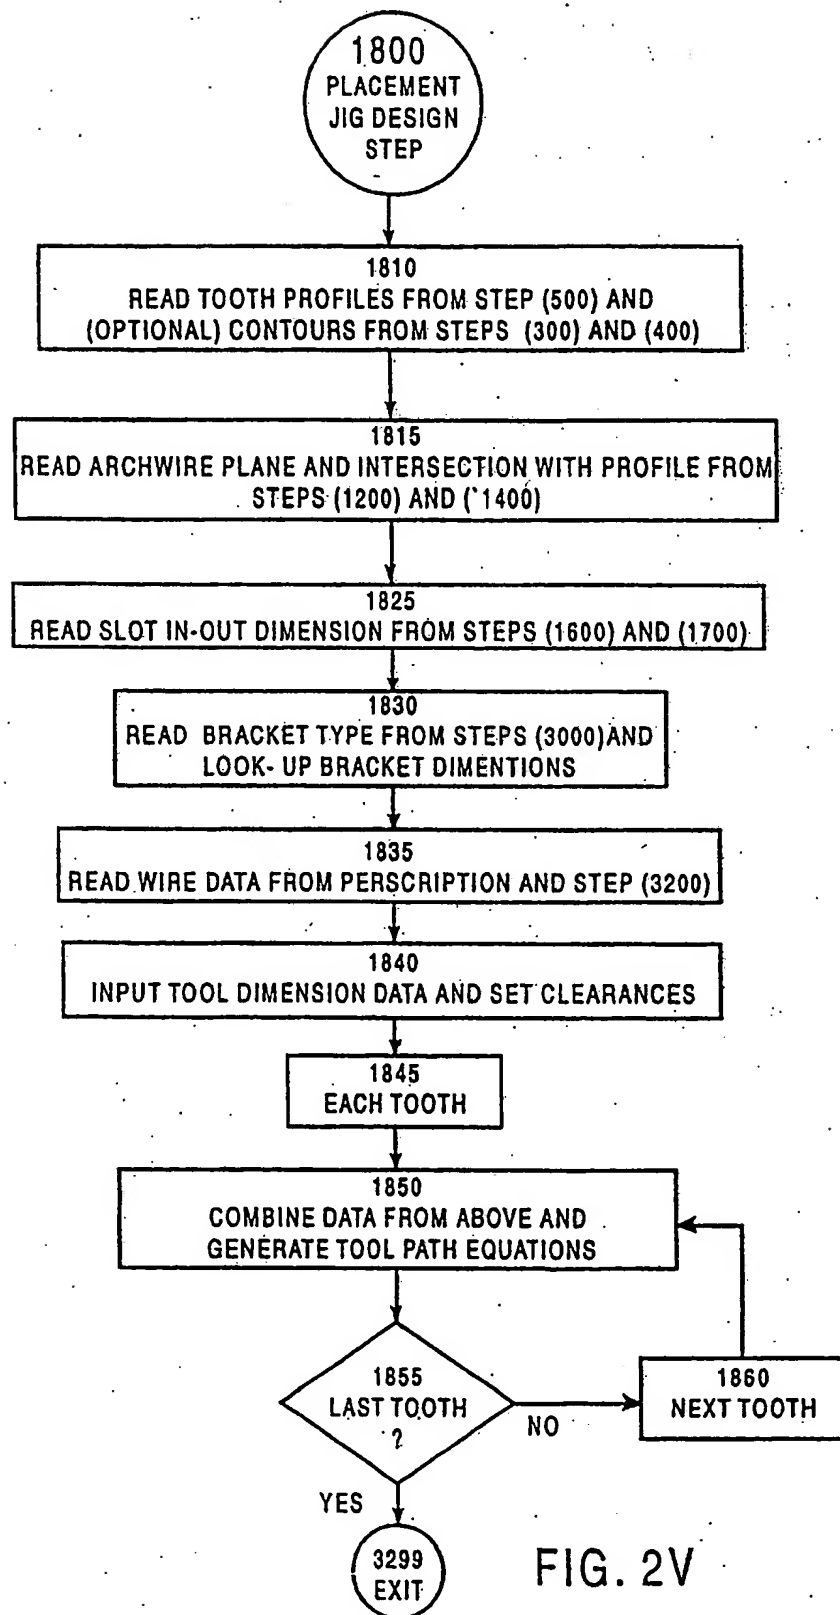 1800
PLACEMENT
JIG DESIGN
STEP
1810
READ TOOTH PROFILES FROM STEP (500) AND
(OPTIONAL) CONTOURS FROM STEPS (300) AND (400)
1815
READ ARCHWIRE PLANE AND INTERSECTION WITH PROFILE FROM
STEPS (1200) AND (1400)
1825
READ SLOT IN-OUT DIMENSION FROM STEPS (1600) AND (1700)
1830
READ BRACKET TYPE FROM STEPS (3000) AND
LOOK-UP BRACKET DIMENTIONS
1835
READ WIRE DATA FROM PERSCRIPTION AND STEP (3200)
1840
INPUT TOOL DIMENSION DATA AND SET CLEARANCES
1845
EACH TOOTH
1850
COMBINE DATA FROM ABOVE AND
GENERATE TOOL PATH EQUATIONS
1855
LAST TOOTH
?
NO
1860
NEXT TOOTH
YES
3299
EXIT
FIG. 2V